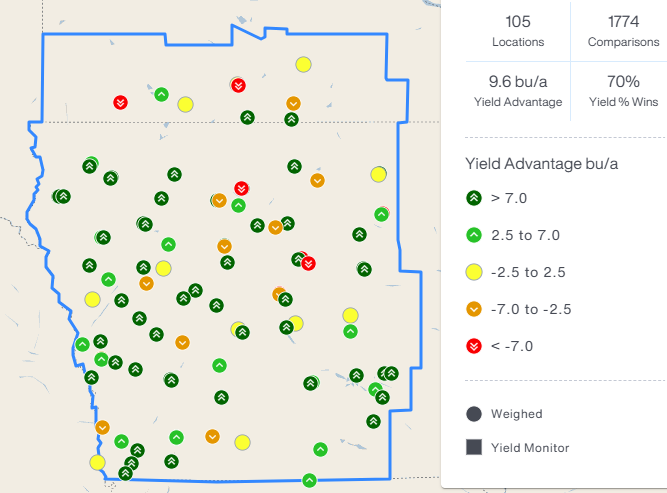 105 1774
Locations Comparisons
9.6 bu/a 70%
Yield Advantage Yield % Wins
Yield Advantage bu/a
> 7.0
2.5 to 7.0
-2.5 to 2.5
-7.0 to -2.5
< -7.0
Weighed
Yield Monitor